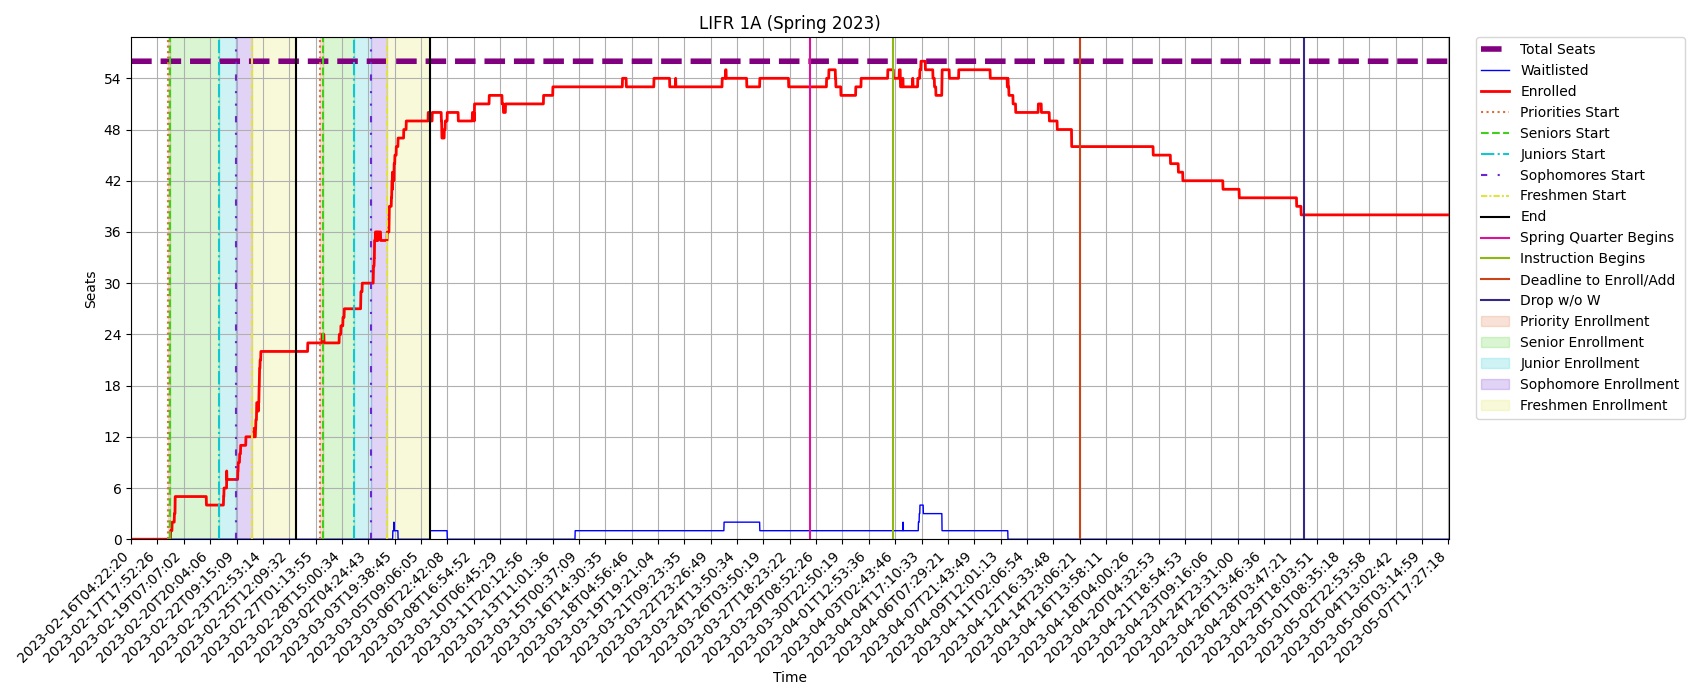 LIFR 1A (Spring 2023)
Seats
54
48
42
36
30
24
18
12
6
0
2023-02-16T04:22:20
2023-02-17T17:52:26
2023-02-19T07:07:02
2023-02-20T20:04:06
2023-02-22T09:15:09
2023-02-23T22:53:14
2023-02-25T12:09:32
2023-02-27T01:13:55
2023-02-28T15:00:34
2023-03-02T04:24:43
2023-03-03T19:38:45
2023-03-05T09:06:05
2023-03-06T22:42:08
2023-03-08T16:54:52
2023-03-10T06:45:29
2023-03-11T20:12:56
2023-03-13T11:01:36
2023-03-15T00:37:09
2023-03-16T14:30:35
2023-03-18T04:56:46
2023-03-19T19:21:04
2023-03-21T09:23:35
2023-03-22T23:26:49
2023-03-24T13:50:34
2023-03-26T03:50:19
2023-03-27T18:23:22
2023-03-29T08:52:26
2023-03-30T22:50:19
2023-04-01T12:53:36
2023-04-03T02:43:46
2023-04-04T17:10:33
2023-04-06T07:29:21
2023-04-07T21:43:49
2023-04-09T12:01:13
2023-04-11T02:06:54
2023-04-12T16:33:48
2023-04-14T23:06:21
2023-04-16T13:58:11
2023-04-18T04:00:26
2023-04-20T04:32:53
2023-04-21T18:54:53
2023-04-23T09:16:06
2023-04-24T23:31:00
2023-04-26T13:46:36
2023-04-28T03:47:21
2023-04-29T18:03:51
2023-05-01T08:35:18
2023-05-02T22:53:58
2023-05-04T13:02:42
2023-05-06T03:14:59
2023-05-07T17:27:18
Time
Total Seats
Waitlisted
Enrolled
Priorities Start
Seniors Start
Juniors Start
Sophomores Start
Freshmen Start
End
Spring Quarter Begins
Instruction Begins
Deadline to Enroll/Add
Drop w/o W
Priority Enrollment
Senior Enrollment
Junior Enrollment
Sophomore Enrollment
Freshmen Enrollment